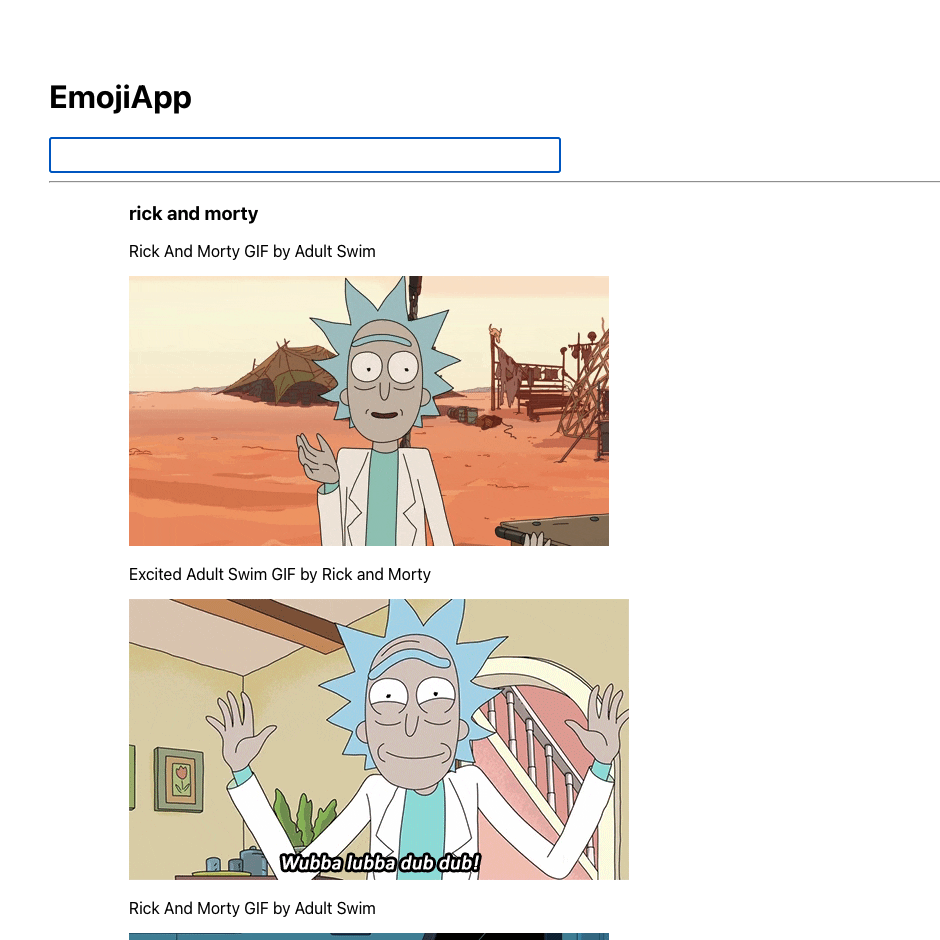 EmojiApp
rick and morty
Rick And Morty GIF by Adult Swim
Excited Adult Swim GIF by Rick and Morty
Wubba lubba dub dub!
Rick And Morty GIF by Adult Swim